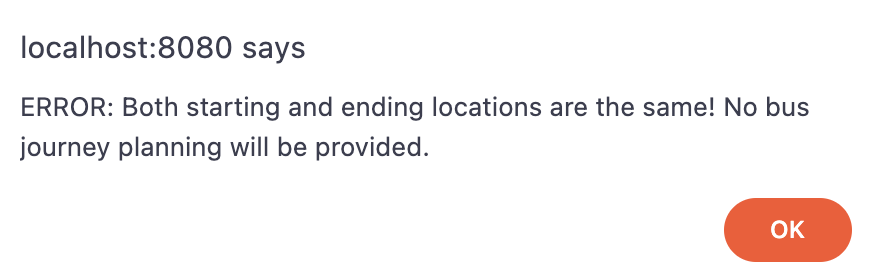 localhost:8080 says
ERROR: Both starting and ending locations are the same! No bus
journey planning will be provided.
OK